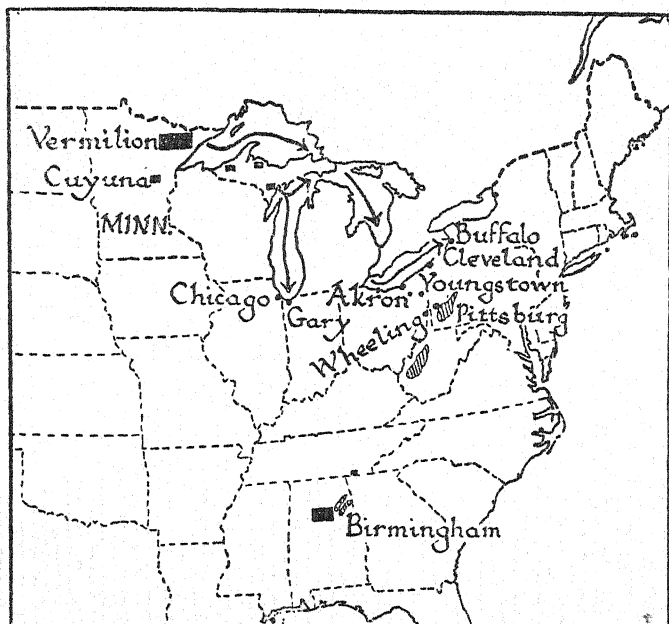 Vermilion
Cuyuna
MINN.
Buffalo
Cleveland
Chicago
Akron
Youngstown
Gary
Pittsburg
Wheeling
Birmingham